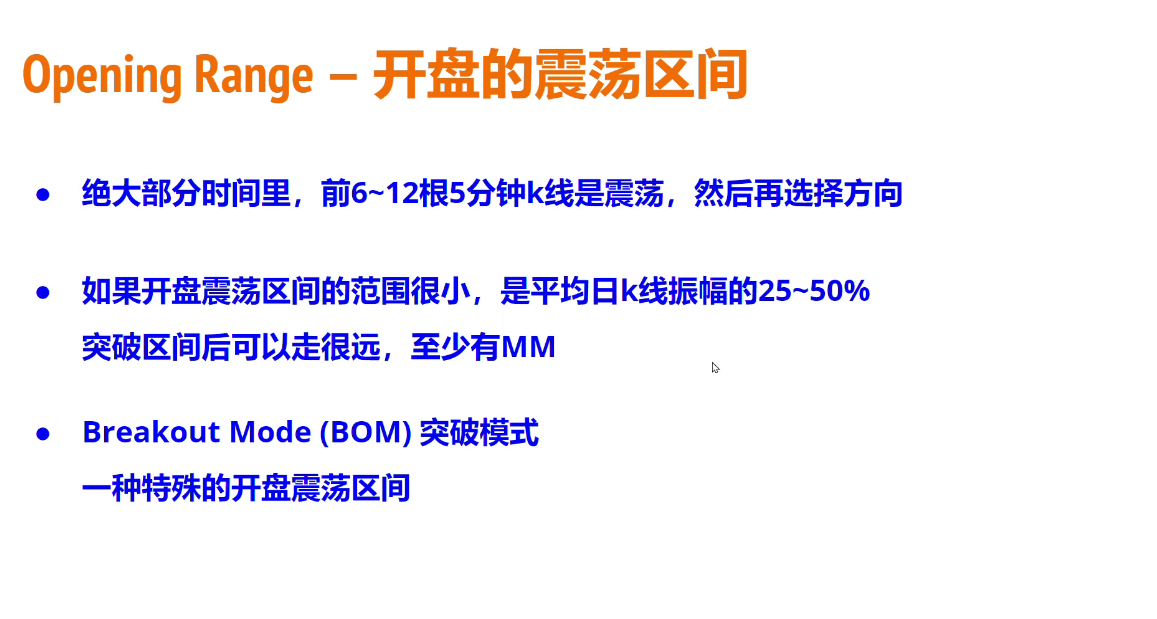 Opening Range – 开盘的震荡区间
● 绝大部分时间里，前6~12根5分钟k线是震荡，然后再选择方向
● 如果开盘震荡区间的范围很小，是平均日k线振幅的25~50%
突破区间后可以走很远，至少有MM
● Breakout Mode (BOM) 突破模式
一种特殊的开盘震荡区间